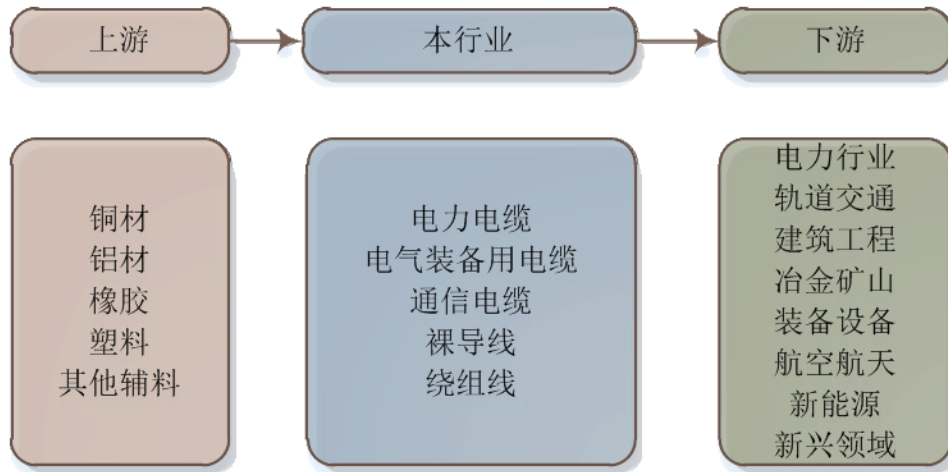 上游
本行业
下游
铜材
铝材
橡胶
塑料
其他辅料
电力电缆
电气装备用电缆
通信电缆
裸导线
绕组线
电力行业
轨道交通
建筑工程
冶金矿山
装备设备
航空航天
新能源
新兴领域